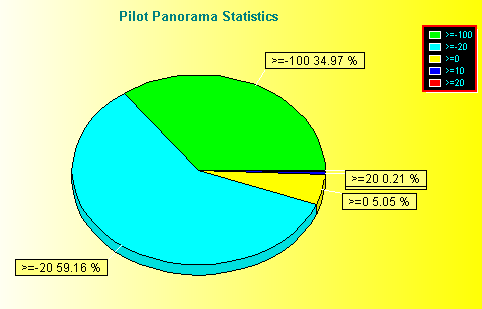 Pilot Panorama Statistics
>=-100
>=-20
>=0
>=10
>=20
>=-100 34.97 %
>=20 0.21 %
>=0 5.05 %
>=-20 59.16 %